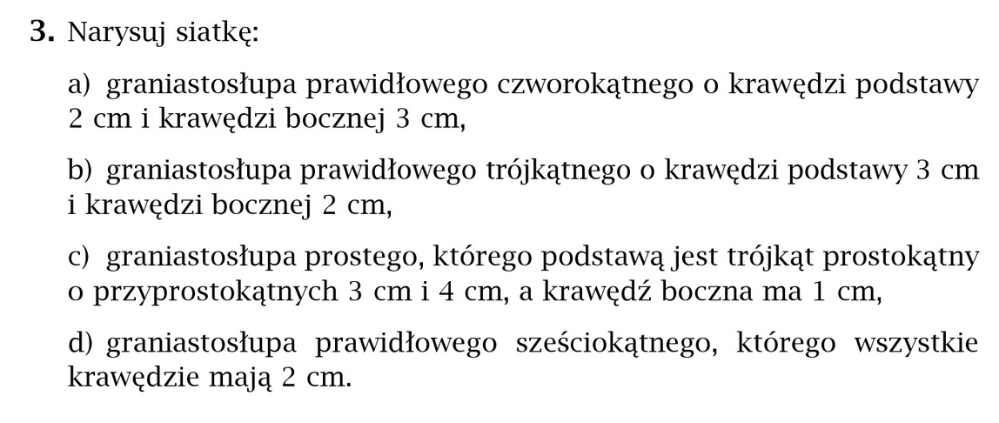 3. Narysuj siatkę:
a) graniastosłupa prawidłowego czworokątnego o krawędzi podstawy
2 cm i krawędzi bocznej 3 cm,
b) graniastosłupa prawidłowego trójkątnego o krawędzi podstawy 3 cm
i krawędzi bocznej 2 cm,
c) graniastosłupa prostego, którego podstawą jest trójkąt prostokątny
o przyprostokątnych 3 cm i 4 cm, a krawędź boczna ma 1 cm,
d) graniastosłupa prawidłowego sześciokątnego, którego wszystkie
krawędzie mają 2 cm.